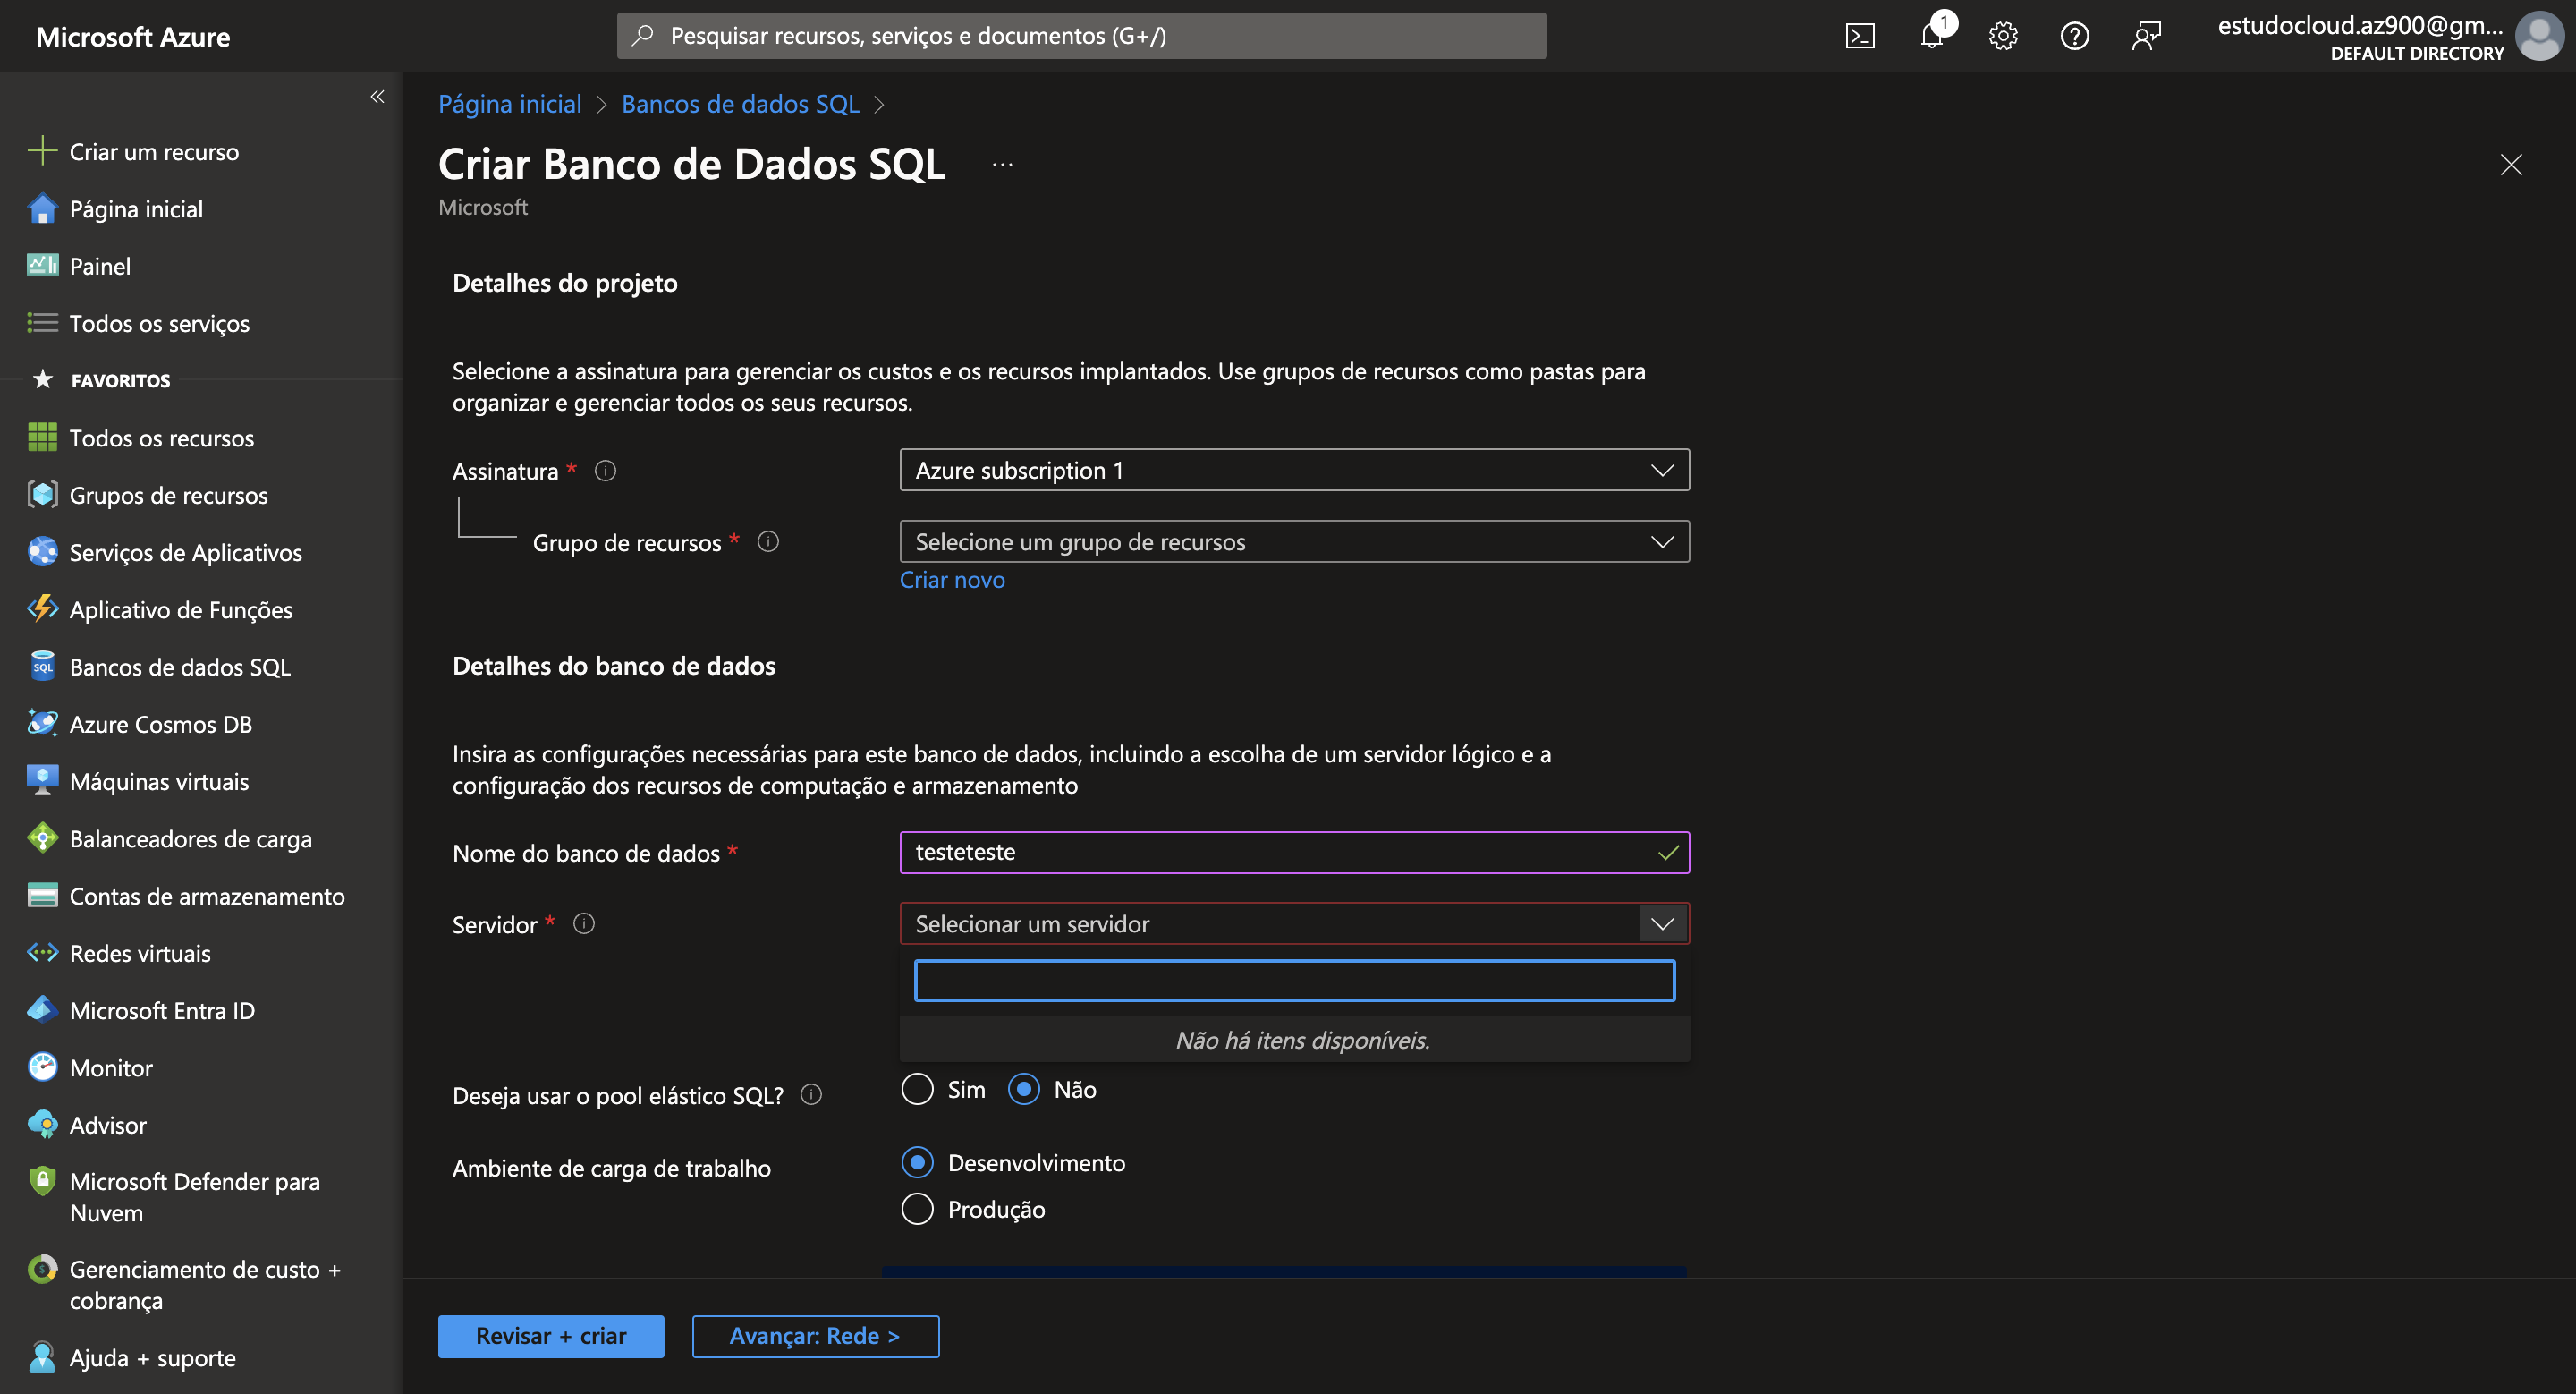 Microsoft Azure
Pesquisar recursos, serviços e documentos (G+/)
1
estudocloud.az900@gm...
DEFAULT DIRECTORY
Criar um recurso
Página inicial
Painel
Todos os serviços
FAVORITOS
Todos os recursos
Grupos de recursos
Serviços de Aplicativos
Aplicativo de Funções
Bancos de dados SQL
Azure Cosmos DB
Máquinas virtuais
Balanceadores de carga
Contas de armazenamento
Redes virtuais
Microsoft Entra ID
Monitor
Advisor
Microsoft Defender para
Nuvem
Gerenciamento de custo +
cobrança
Ajuda + suporte
Página inicial > Bancos de dados SQL >
Criar Banco de Dados SQL ...
Microsoft
Detalhes do projeto
Selecione a assinatura para gerenciar os custos e os recursos implantados. Use grupos de recursos como pastas para
organizar e gerenciar todos os seus recursos.
Assinatura *
Azure subscription 1
Grupo de recursos *
Selecione um grupo de recursos
Criar novo
Detalhes do banco de dados
Insira as configurações necessárias para este banco de dados, incluindo a escolha de um servidor lógico e a
configuração dos recursos de computação e armazenamento
Nome do banco de dados *
testeteste
Servidor *
Selecionar um servidor
Não há itens disponíveis.
Deseja usar o pool elástico SQL?
Sim
Não
Ambiente de carga de trabalho
Desenvolvimento
Produção
Revisar + criar
Avançar: Rede >